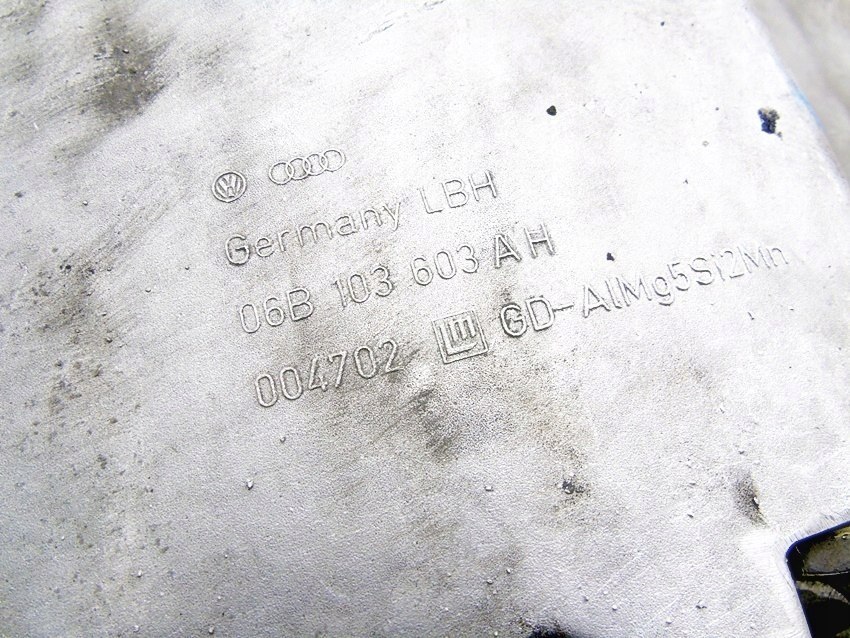 Germany LBH
06B 103 603 AH
004702 GD-AlMg5Si2Mn